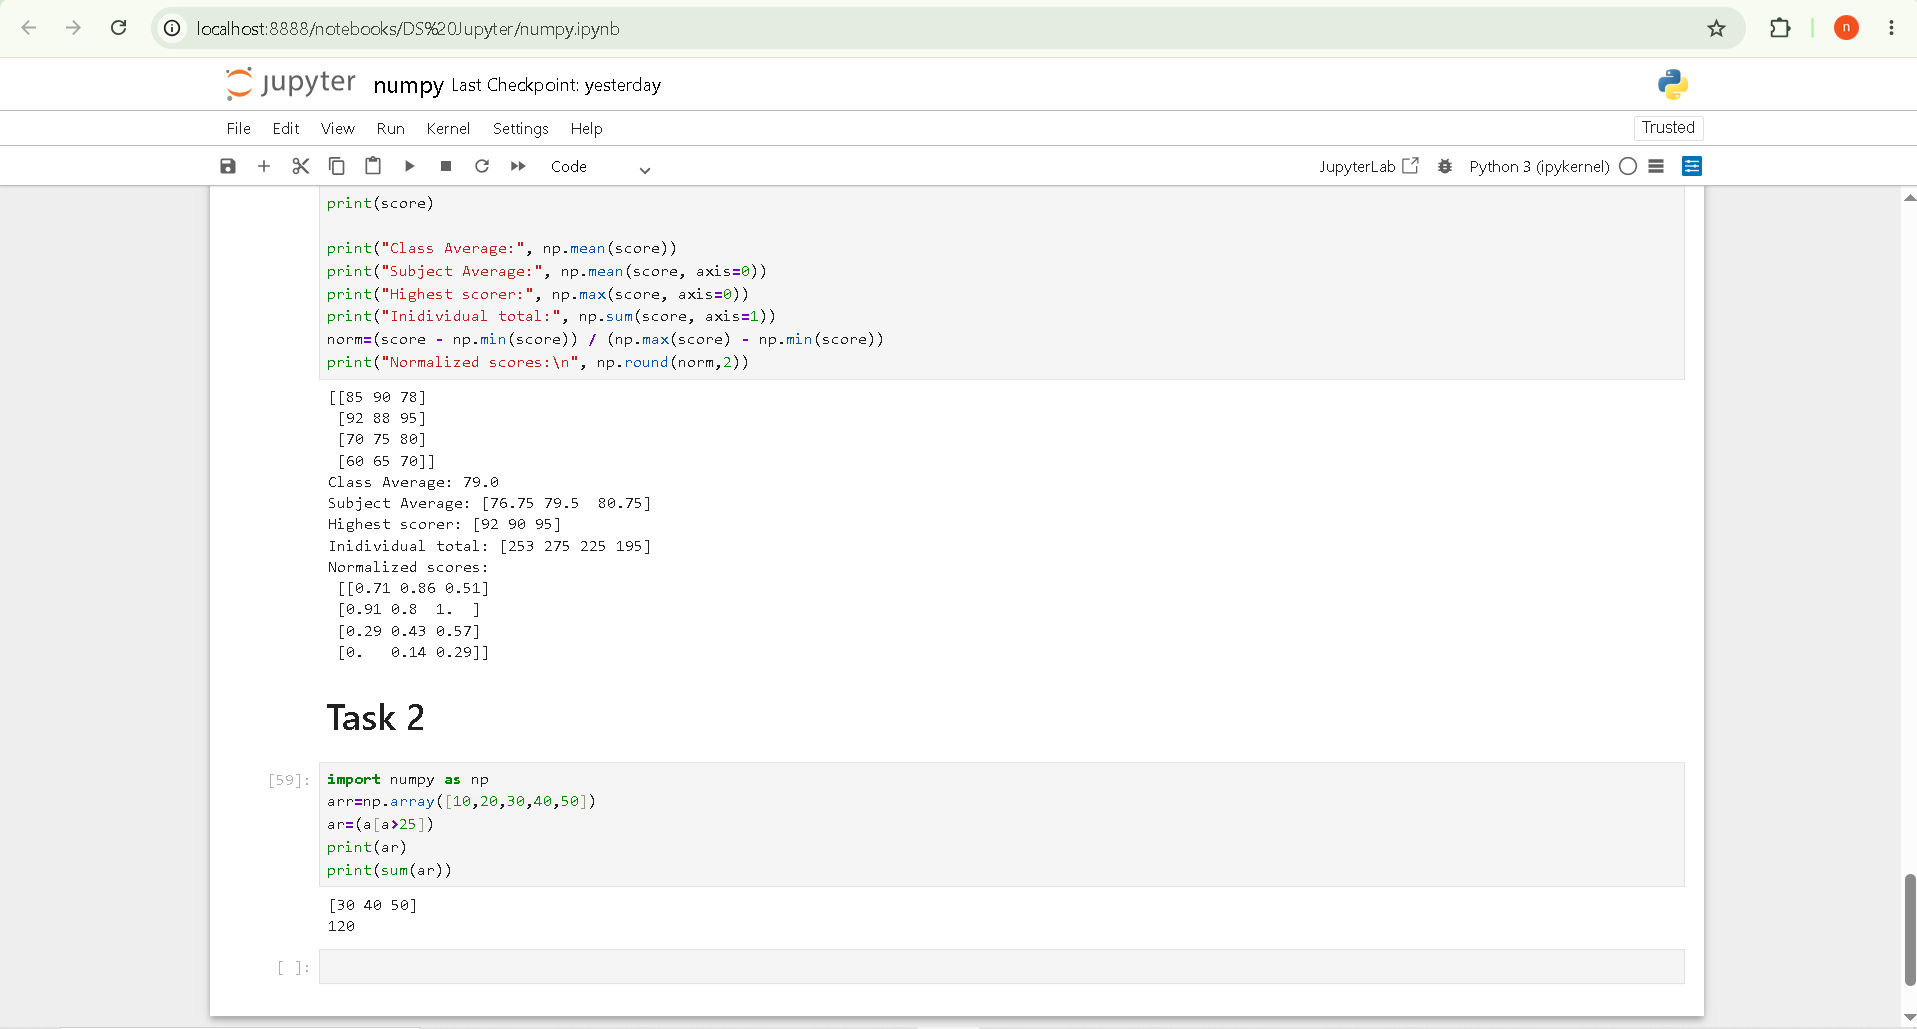 localhost:8888/notebooks/DS%20Jupyter/numpy.ipynb
n
jupyter numpy Last Checkpoint: yesterday
File Edit View Run Kernel Settings Help
Trusted
Code
JupyterLab
Python 3 (ipykernel)
print(score)
print("Class Average:", np.mean(score))
print("Subject Average:", np.mean(score, axis=0))
print("Highest scorer:", np.max(score, axis=0))
print("Inidividual total:", np.sum(score, axis=1))
norm=(score - np.min(score)) / (np.max(score) - np.min(score))
print("Normalized scores:\n", np.round(norm,2))
[[85 90 78]
[92 88 95]
[70 75 80]
[60 65 70]]
Class Average: 79.0
Subject Average: [76.75 79.5  80.75]
Highest scorer: [92 90 95]
Inidividual total: [253 275 225 195]
Normalized scores:
[[0.71 0.86 0.51]
[0.91 0.8  1.  ]
[0.29 0.43 0.57]
[0.   0.14 0.29]]
Task 2
[59]:
import numpy as np
arr=np.array([10,20,30,40,50])
ar=(a[a>25])
print(ar)
print(sum(ar))
[30 40 50]
120
[ ]: